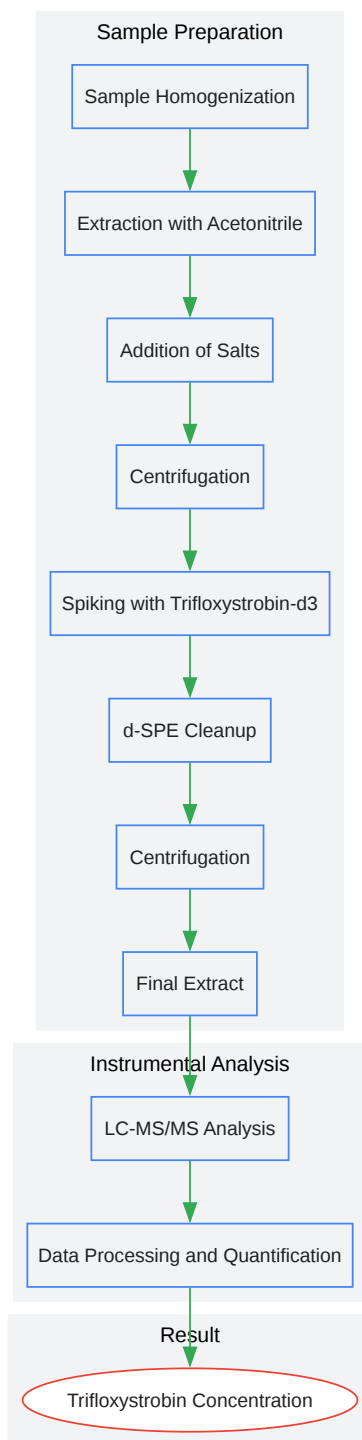 Sample Preparation
Sample Homogenization
Extraction with Acetonitrile
Addition of Salts
Centrifugation
Spiking with Trifloxystrobin-d3
d-SPE Cleanup
Centrifugation
Final Extract
Instrumental Analysis
LC-MS/MS Analysis
Data Processing and Quantification
Result
Trifloxystrobin Concentration